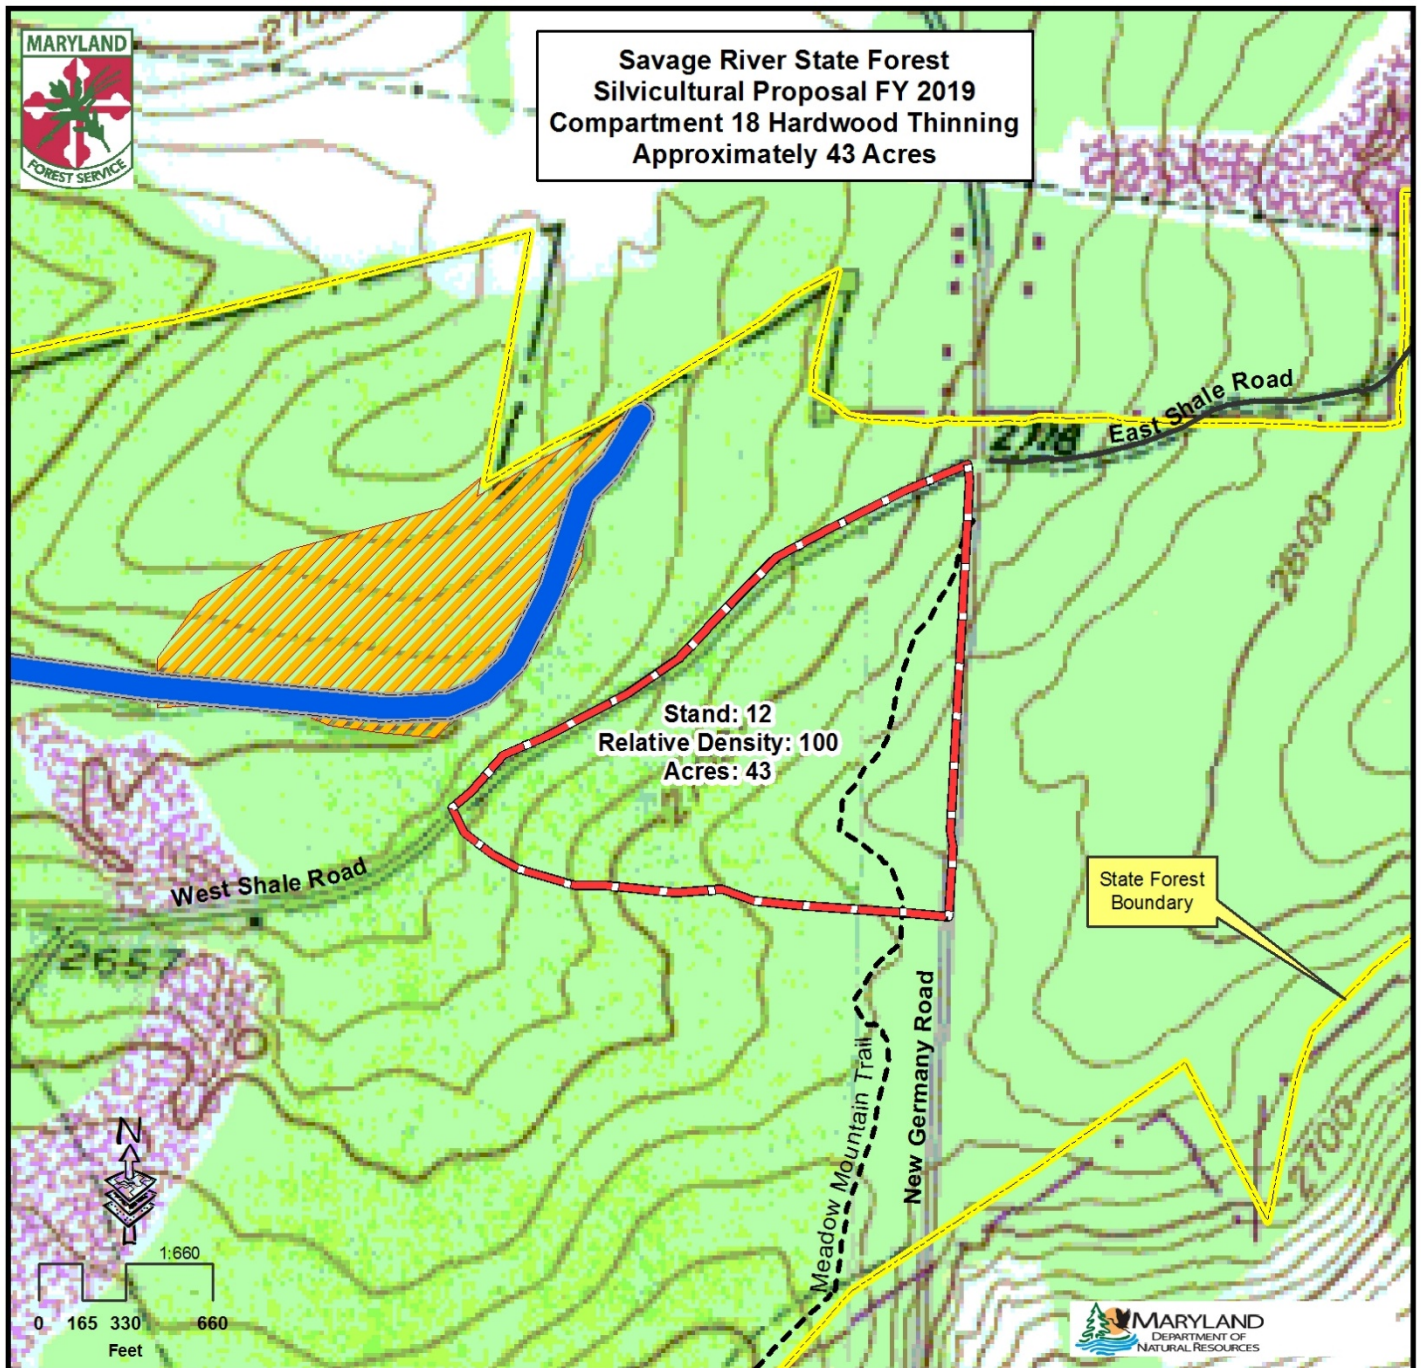 MARYLAND
FOREST SERVICE
Savage River State Forest
Silvicultural Proposal FY 2019
Compartment 18 Hardwood Thinning
Approximately 43 Acres
East Shale Road
2600
Stand: 12
Relative Density: 100
Acres: 43
West Shale Road
2657
State Forest
Boundary
New Germany Road
Meadow Mountain Trail
2700
N
1:660
0 165 330 660
Feet
MARYLAND
DEPARTMENT OF
NATURAL RESOURCES